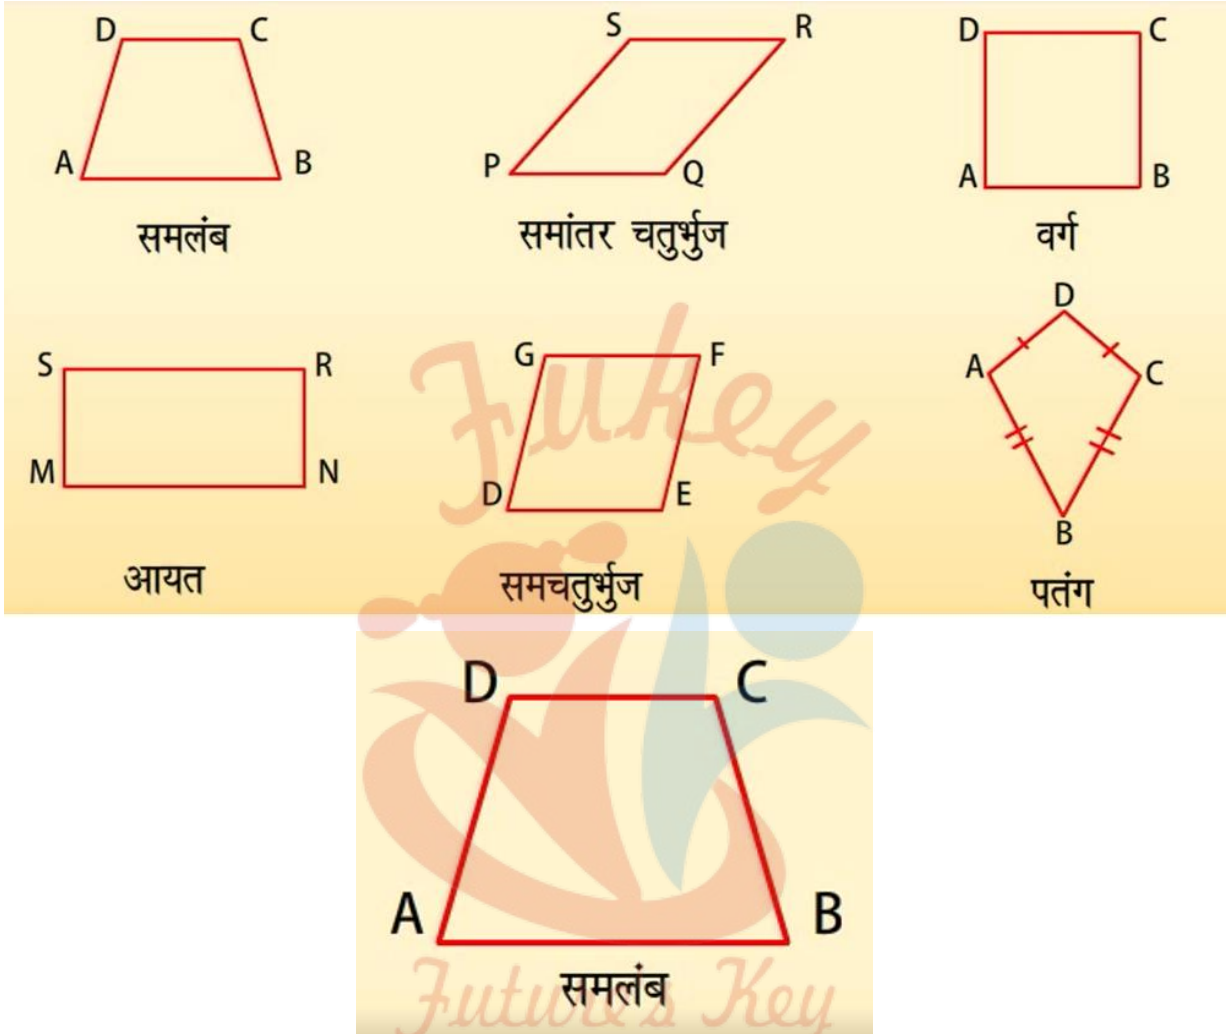 D C S R D C
A B P Q A B
समलंब समांतर चतुर्भुज वर्ग
D
S R G F A C
M N D E
B
आयत समचतुर्भुज पतंग
Fukey
D C
A B
समलंब
Future's Key